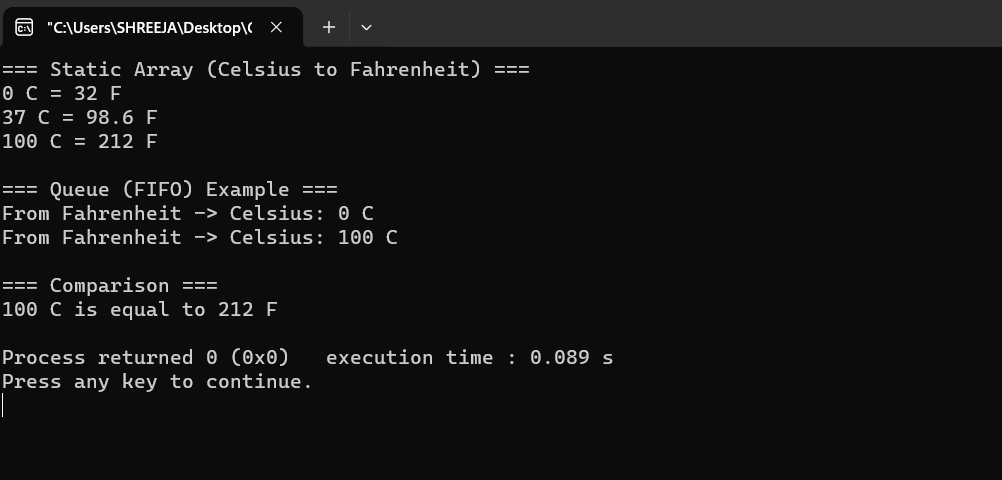 "C:\Users\SHREEJA\Desktop\
=== Static Array (Celsius to Fahrenheit) ===
0 C = 32 F
37 C = 98.6 F
100 C = 212 F
=== Queue (FIFO) Example ===
From Fahrenheit -> Celsius: 0 C
From Fahrenheit -> Celsius: 100 C
=== Comparison ===
100 C is equal to 212 F
Process returned 0 (0x0)   execution time : 0.089 s
Press any key to continue.